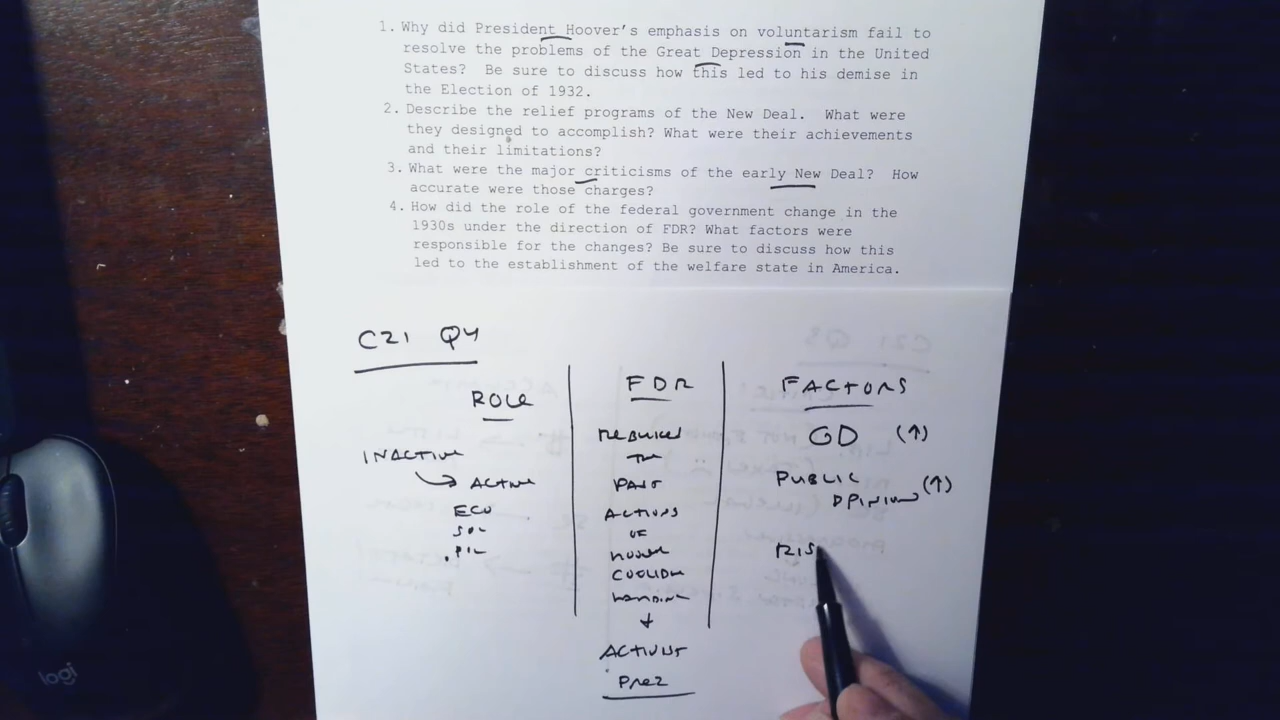 1. Why did President Hoover's emphasis on voluntarism fail to
resolve the problems of the Great Depression in the United
States? Be sure to discuss how this led to his demise in
the Election of 1932.
2. Describe the relief programs of the New Deal. What were
they designed to accomplish? What were their achievements
and their limitations?
3. What were the major criticisms of the early New Deal? How
accurate were those charges?
4. How did the role of the federal government change in the
1930s under the direction of FDR? What factors were
responsible for the changes? Be sure to discuss how this
led to the establishment of the welfare state in America.
C21 Q4
ROLE
INACTIVE
→ ACTIVE
ECO
SOC
POL
FDR
THE
PAST
ACTIONS
OF
HOOVER
COOLIDGE
HARDING
+
ACTIVIST
PREZ
FACTORS
GD (↑)
PUBLIC
OPINION (↑)
RIS
logi